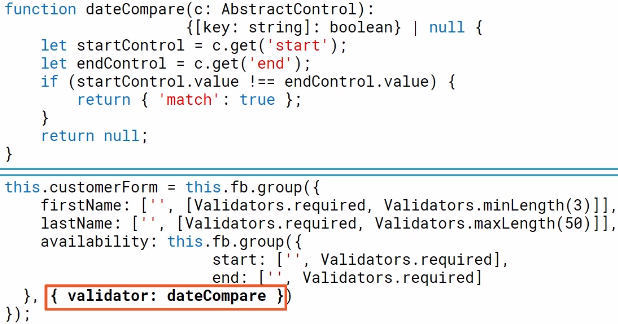 function dateCompare(c: AbstractControl):
                    {[key: string]: boolean} | null {
    let startControl = c.get('start');
    let endControl = c.get('end');
    if (startControl.value !== endControl.value) {
        return { 'match': true };
    }
    return null;
}
this.customerForm = this.fb.group({
    firstName: ['', [Validators.required, Validators.minLength(3)]],
    lastName: ['', [Validators.required, Validators.maxLength(50)]],
    availability: this.fb.group({
                       start: ['', Validators.required],
                       end: ['', Validators.required]
  }, { validator: dateCompare })
});